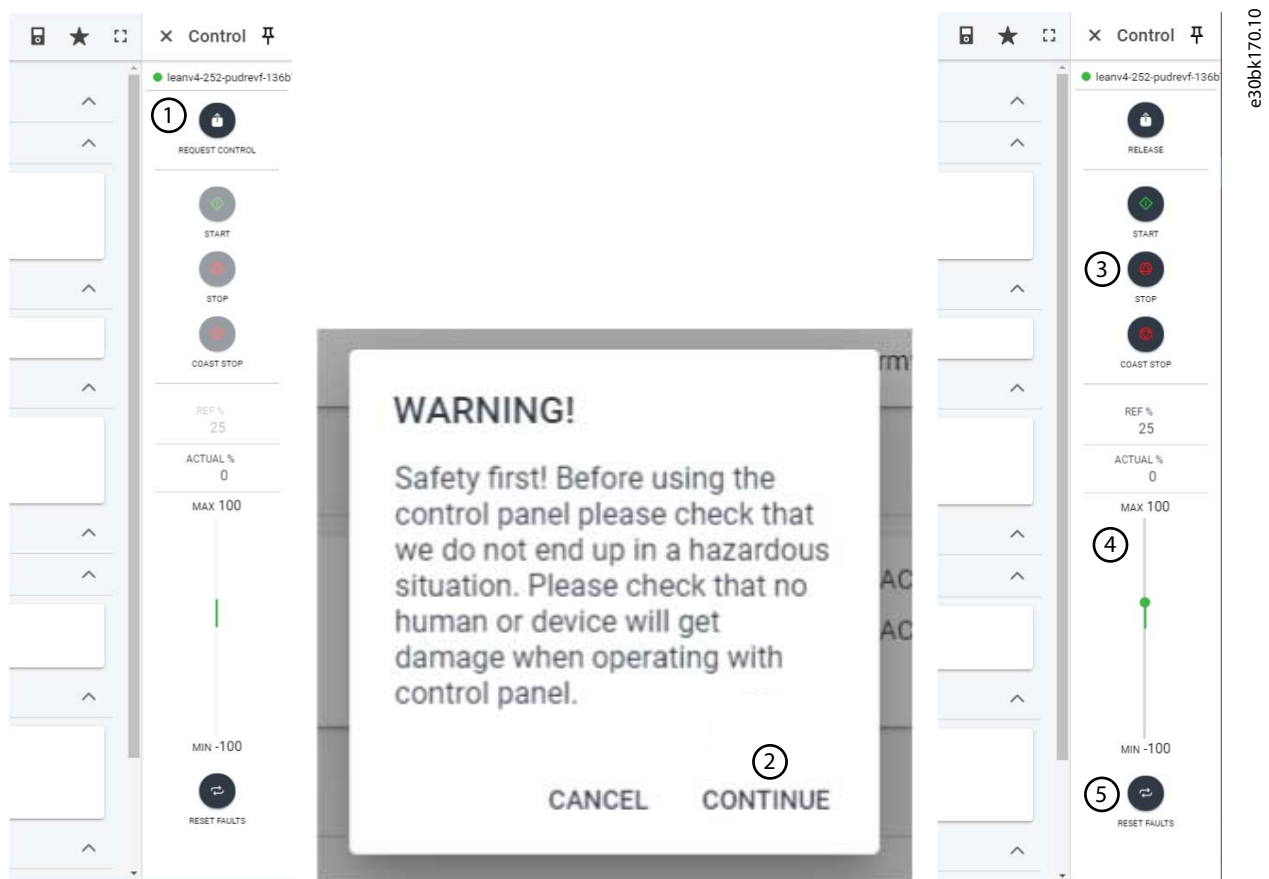 Control
leanv4-252-pudrevf-136b
1
REQUEST CONTROL
START
STOP
COAST STOP
REF %
25
ACTUAL %
0
MAX 100
MIN -100
RESET FAULTS
WARNING!
Safety first! Before using the
control panel please check that
we do not end up in a hazardous
situation. Please check that no
human or device will get
damage when operating with
control panel.
2
CANCEL CONTINUE
rm
AC
AC
Control
leanv4-252-pudrevf-136b
RELEASE
START
3
STOP
COAST STOP
REF %
25
ACTUAL %
0
MAX 100
4
MIN -100
5
RESET FAULTS
e30bk170.10